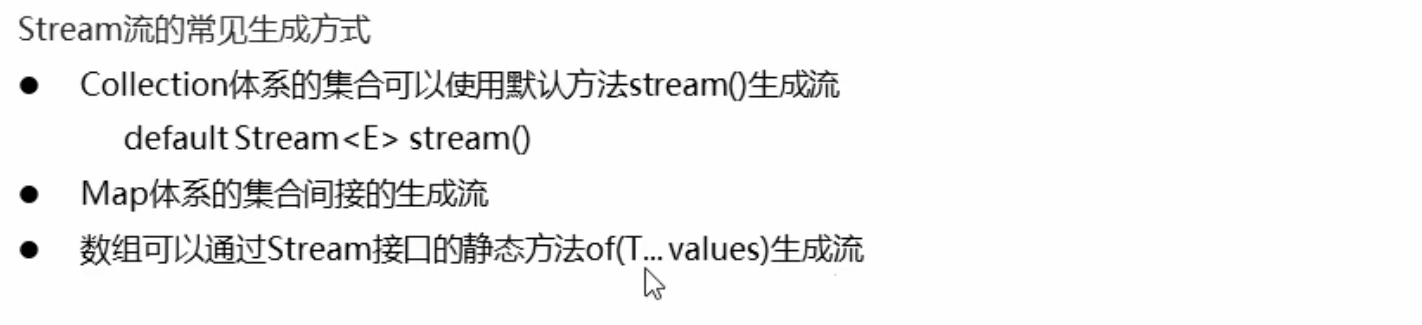 Stream流的常见生成方式
● Collection体系的集合可以使用默认方法stream()生成流
default Stream<E> stream()
● Map体系的集合间接的生成流
● 数组可以通过Stream接口的静态方法of(T... values)生成流